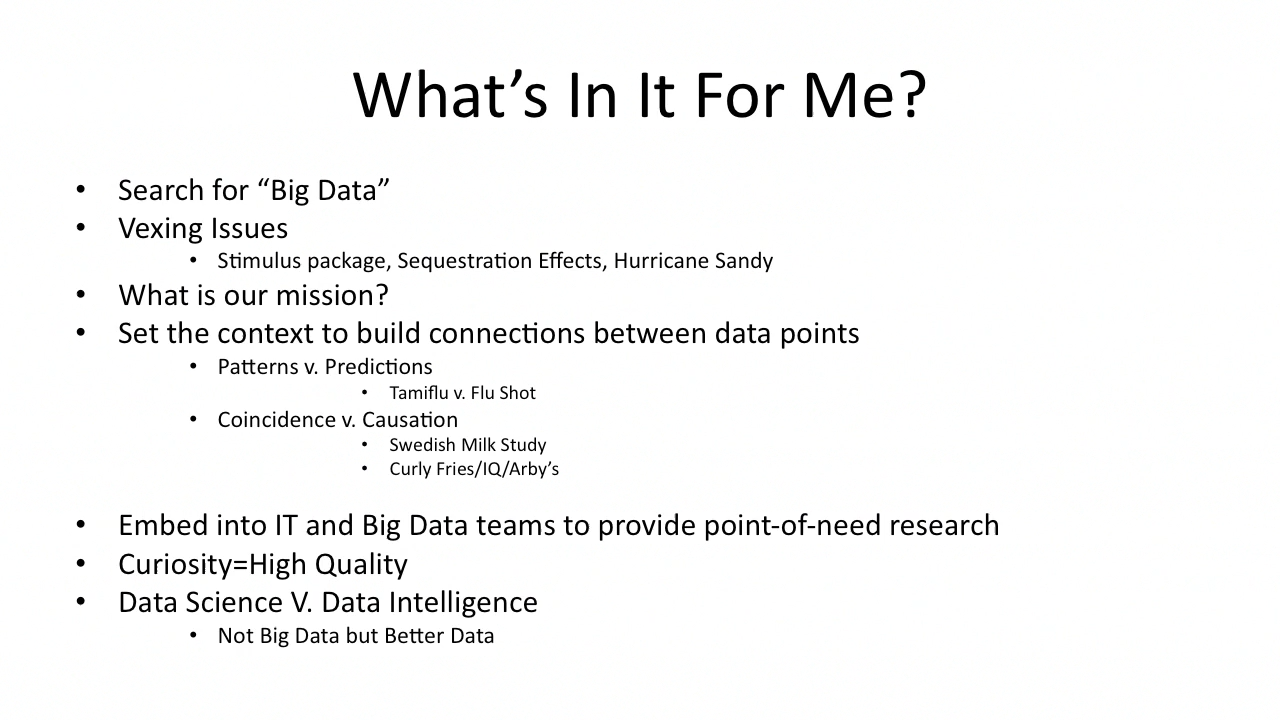 What’s In It For Me?
• Search for “Big Data”
• Vexing Issues
• Stimulus package, Sequestration Effects, Hurricane Sandy
• What is our mission?
• Set the context to build connections between data points
• Patterns v. Predictions
• Tamiflu v. Flu Shot
• Coincidence v. Causation
• Swedish Milk Study
• Curly Fries/IQ/Arby’s
• Embed into IT and Big Data teams to provide point-of-need research
• Curiosity=High Quality
• Data Science V. Data Intelligence
• Not Big Data but Better Data